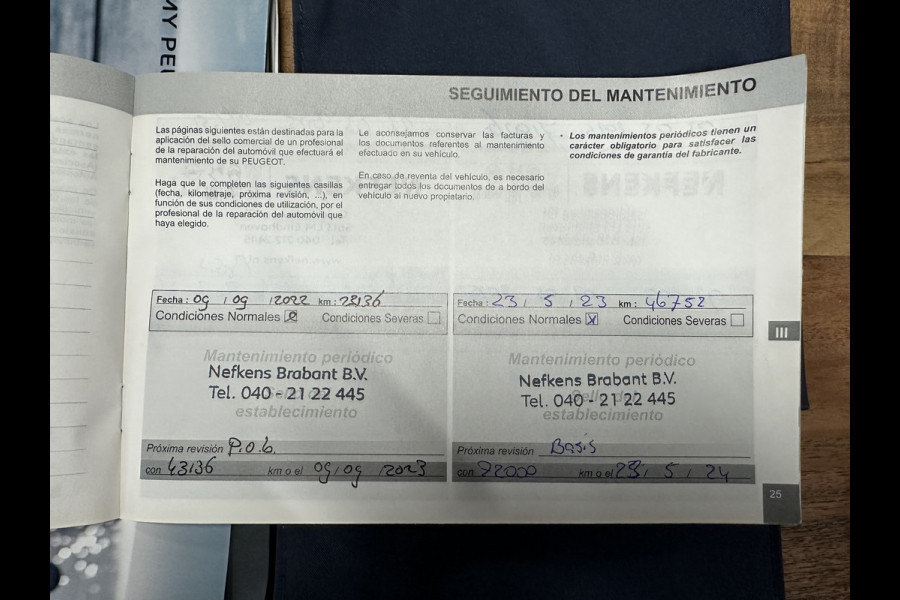 MY PEU
SEGUIMIENTO DEL MANTENIMIENTO
Las páginas siguientes están destinadas para la
aplicación del sello comercial de un profesional
de la reparación del automóvil que efectuará el
mantenimiento de su PEUGEOT.
Haga que le completen las siguientes casillas
(fecha, kilometraje, próxima revisión, ...), en
función de sus condiciones de utilización, por el
profesional de la reparación del automóvil que
haya elegido.
Le aconsejamos conservar las facturas y
los documentos referentes al mantenimiento
efectuado en su vehículo.
En caso de reventa del vehículo, es necesario
entregar todos los documentos de a bordo del
vehículo al nuevo propietario.
- Los mantenimientos periódicos tienen un
carácter obligatorio para satisfacer las
condiciones de garantía del fabricante.
Fecha: 09 / 09 / 2022 km:
Condiciones Normales Condiciones Severas
Mantenimiento periódico
Nefkens Brabant B.V.
Tel. 040 - 21 22 445
establecimiento
Próxima revisión P.O.b.
con 43136 km o el 09/09 /2023
Fecha: 23 / 5 / 23 km: 46752
Condiciones Normales X Condiciones Severas
Mantenimiento periódico
Nefkens Brabant B.V.
Sello del
Tel. 040 - 21 22 445
establecimiento
Próxima revisión Basis
con km o el 23 / 5 / 24
III
25